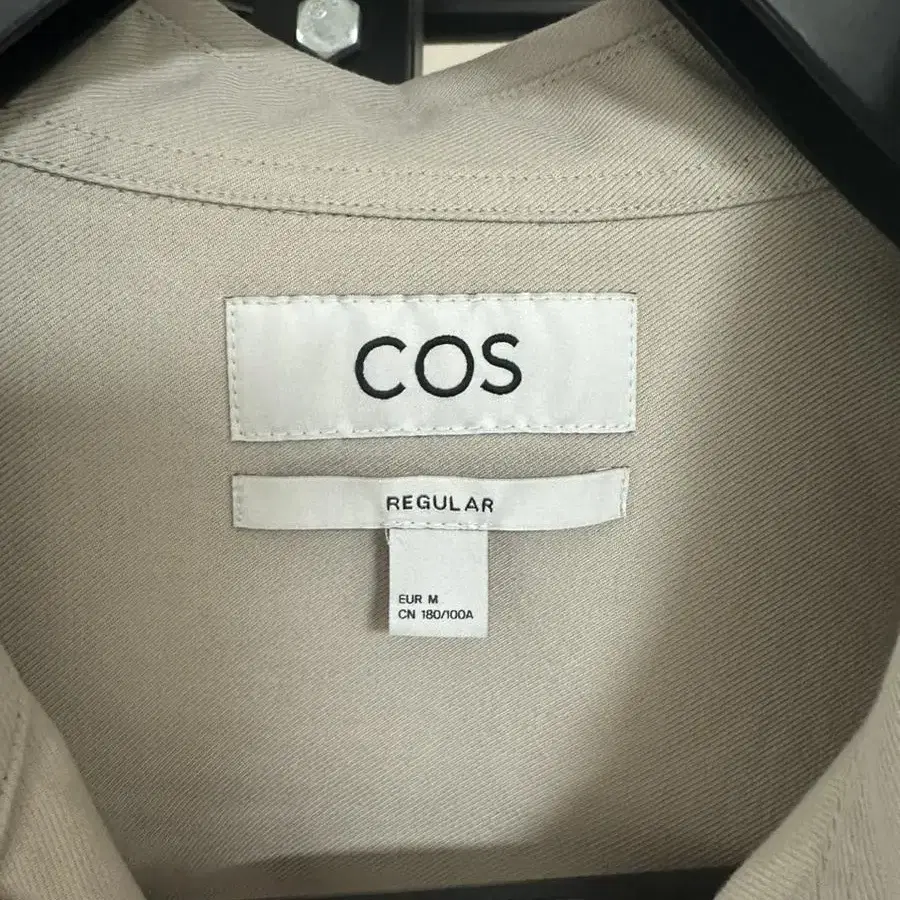 COS
REGULAR
EUR M
CN 180/100A